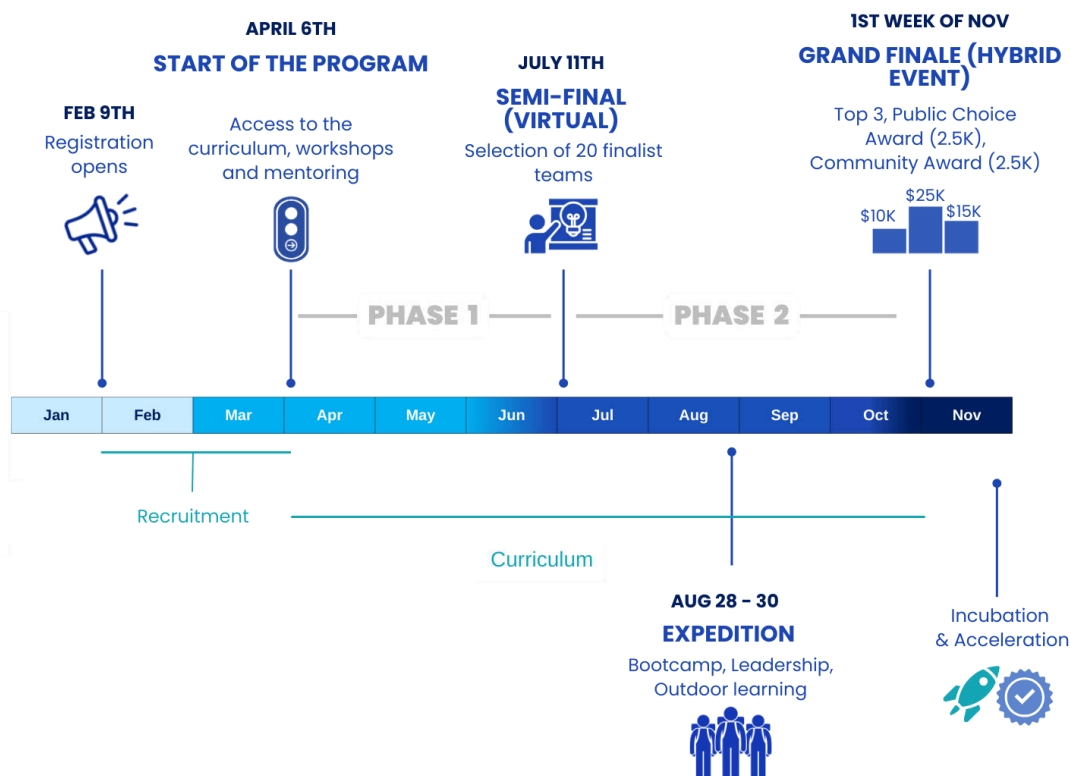 FEB 9TH
Registration
opens
APRIL 6TH
START OF THE PROGRAM
Access to the
curriculum, workshops
and mentoring
JULY 11TH
SEMI-FINAL
(VIRTUAL)
Selection of 20 finalist
teams
1ST WEEK OF NOV
GRAND FINALE (HYBRID
EVENT)
Top 3, Public Choice
Award (2.5K),
Community Award (2.5K)
$10K
$25K
$15K
PHASE 1
PHASE 2
Jan
Feb
Mar
Apr
May
Jun
Jul
Aug
Sep
Oct
Nov
Recruitment
Curriculum
AUG 28 - 30
EXPEDITION
Bootcamp, Leadership,
Outdoor learning
Incubation
& Acceleration